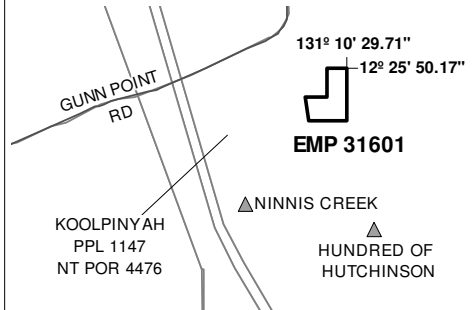 131º 10' 29.71"
12º 25' 50.17"
GUNN POINT
RD
EMP 31601
NINNIS CREEK
KOOLPINYAH
PPL 1147
NT POR 4476
HUNDRED OF
HUTCHINSON